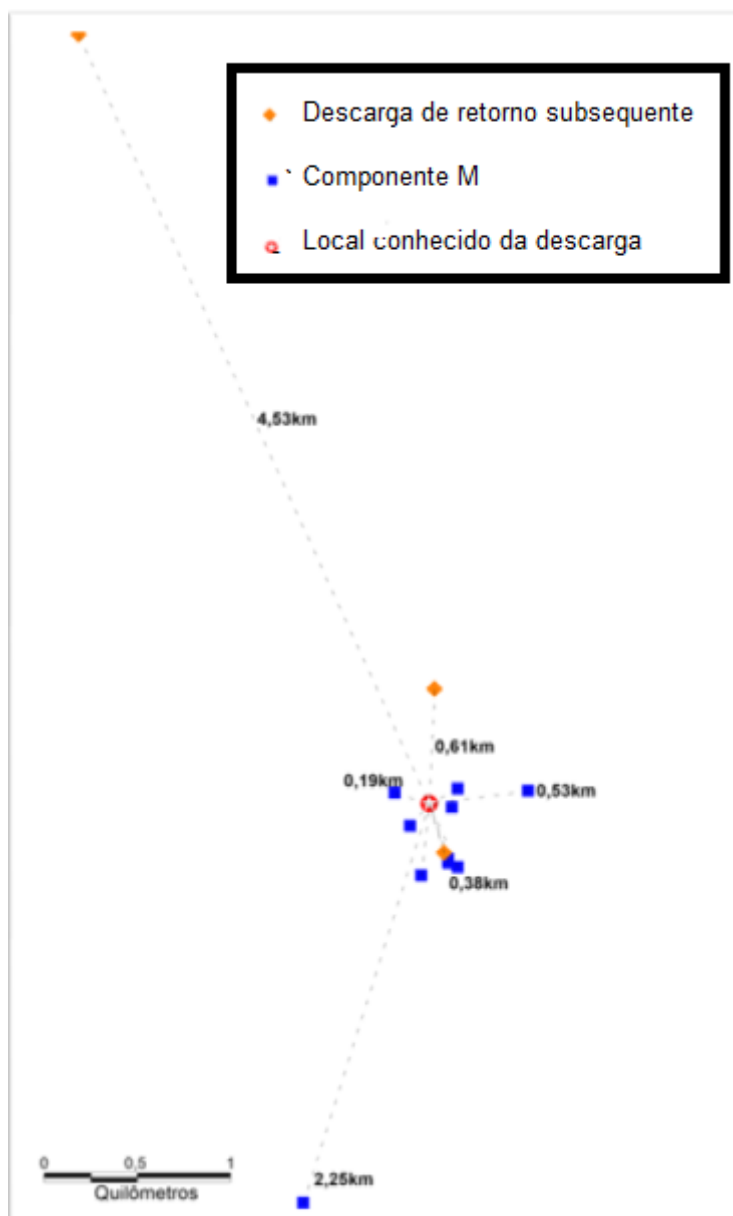 Descarga de retorno subsequente
Componente M
Local conhecido da descarga
4,53km
0,61km
0,19km
0,53km
0,38km
2,25km
0 0,5 1
Quilômetros